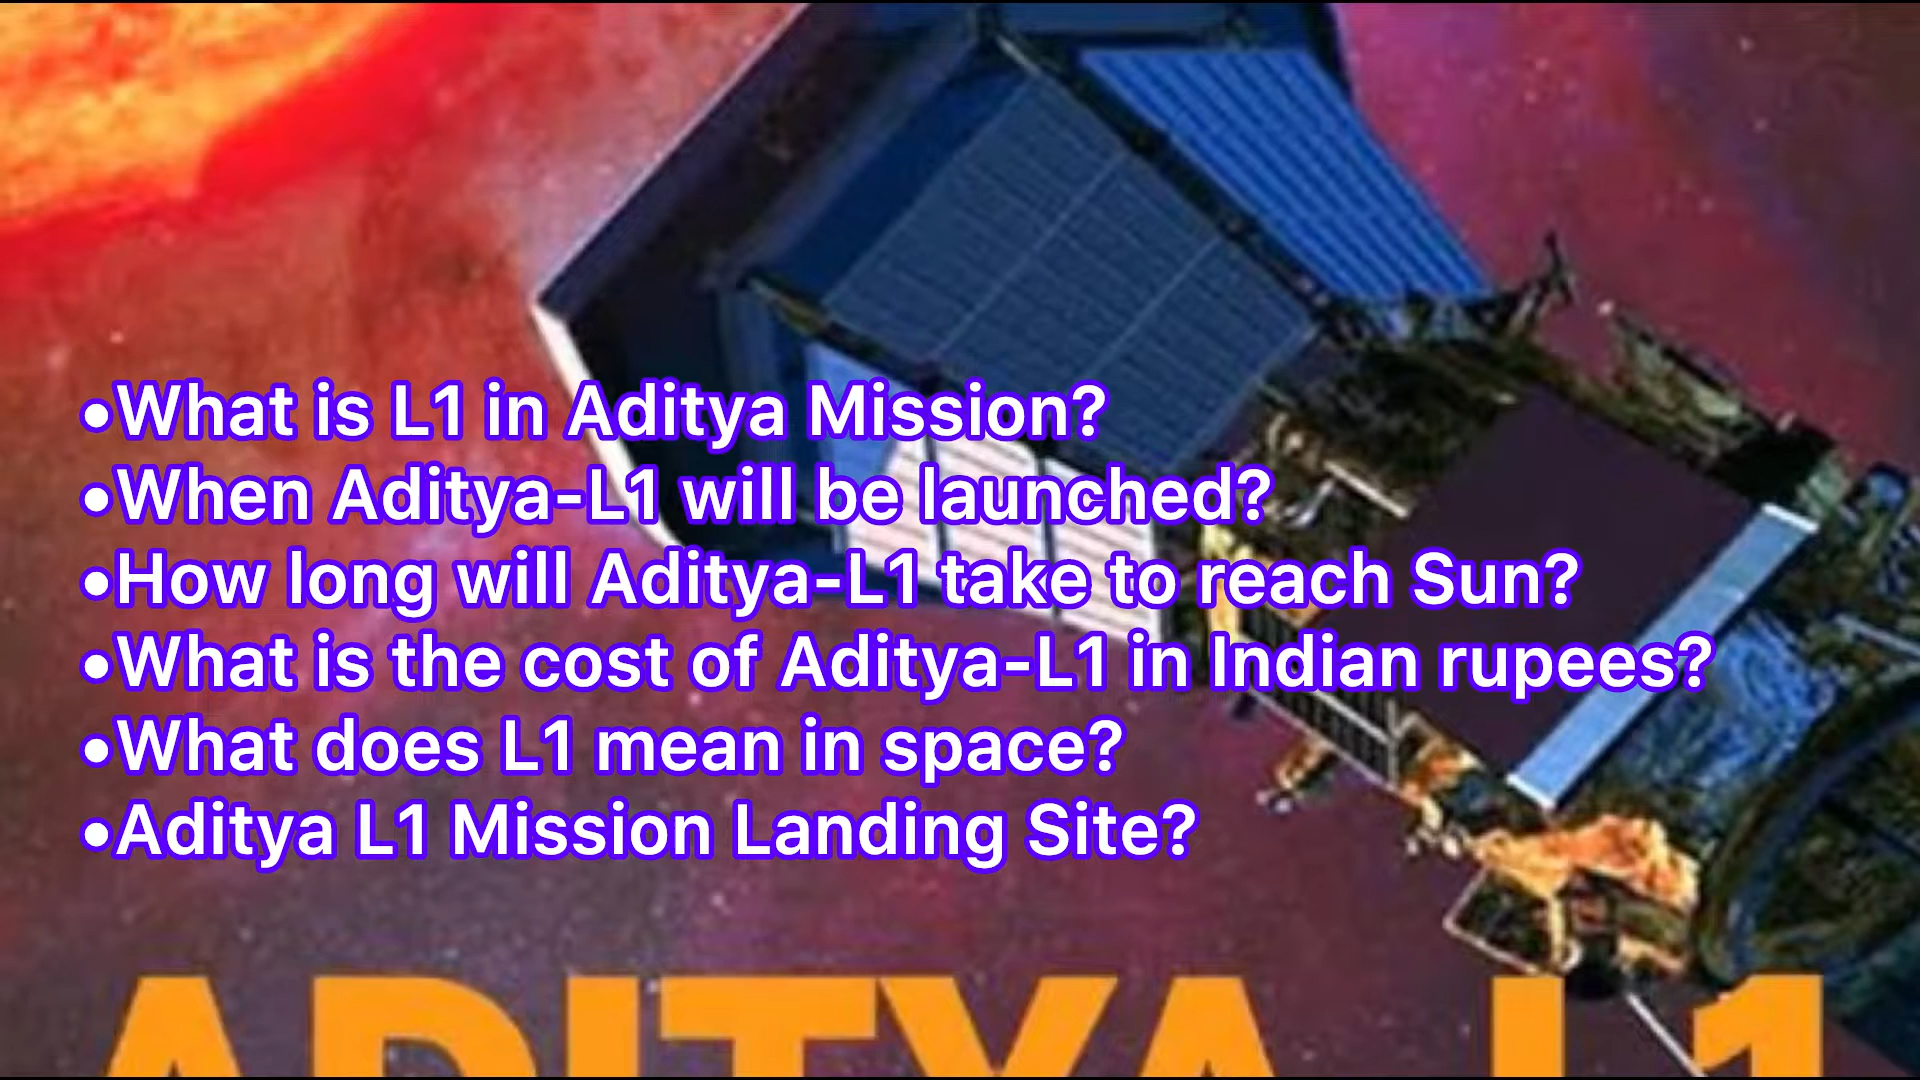 •What is L1 in Aditya Mission?
•When Aditya-L1 will be launched?
•How long will Aditya-L1 take to reach Sun?
•What is the cost of Aditya-L1 in Indian rupees?
•What does L1 mean in space?
•Aditya L1 Mission Landing Site?
ADITYA L1